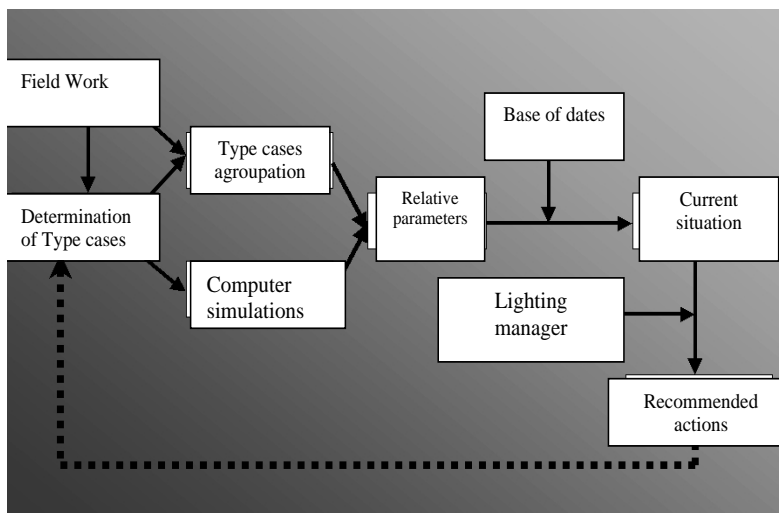 Field Work
Base of dates
Type cases
agroupation
Determination
of Type cases
Relative
parameters
Current
situation
Computer
simulations
Lighting
manager
Recommended
actions